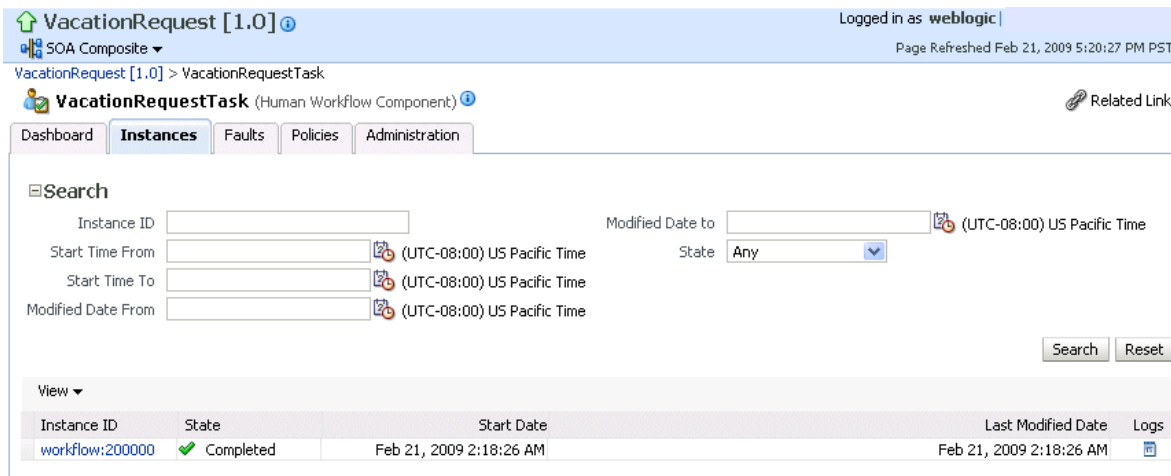 VacationRequest [1.0]
Logged in as weblogic|
SOA Composite
Page Refreshed Feb 21, 2009 5:20:27 PM PST
VacationRequest [1.0] > VacationRequestTask
VacationRequestTask (Human Workflow Component)
Related Link
Dashboard Instances Faults Policies Administration
Search
Instance ID
Modified Date to (UTC-08:00) US Pacific Time
Start Time From (UTC-08:00) US Pacific Time
State Any
Start Time To (UTC-08:00) US Pacific Time
Modified Date From (UTC-08:00) US Pacific Time
Search Reset
View
Instance ID State Start Date Last Modified Date Logs
workflow:200000 Completed Feb 21, 2009 2:18:26 AM Feb 21, 2009 2:18:26 AM